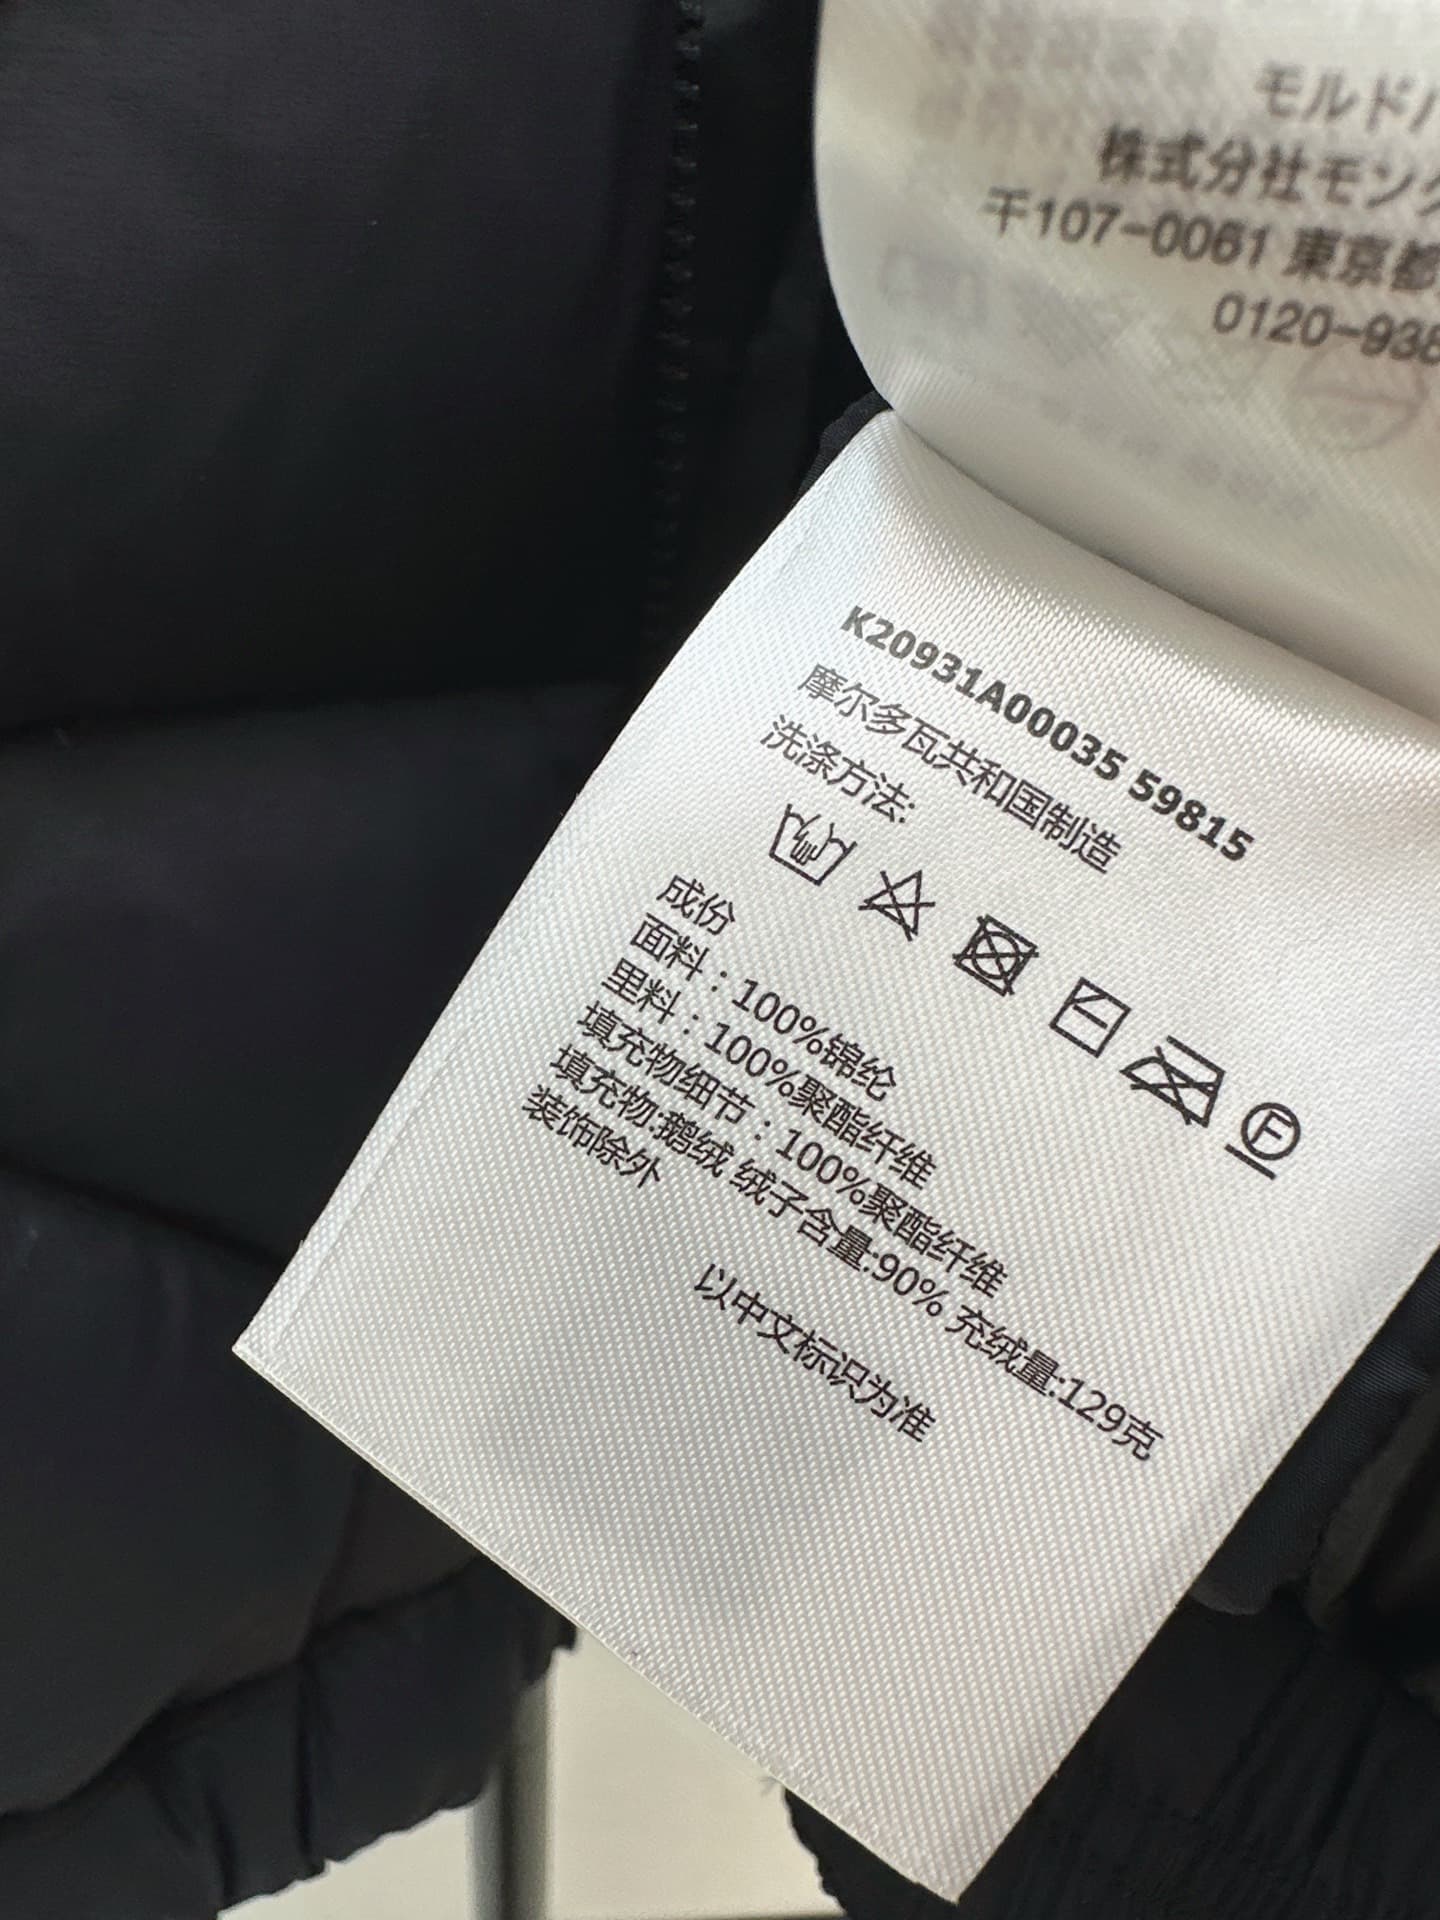 モルドバ
株式会社モンク
〒107-0061 東京都
0120-938
K20931A00035 59815
摩尔多瓦共和国制造
洗涤方法:
F
成份
面料：100%锦纶
里料：100%聚酯纤维
填充物细节：100%聚酯纤维
填充物:鹅绒 绒子含量:90% 充绒量:129克
装饰除外
以中文标识为准